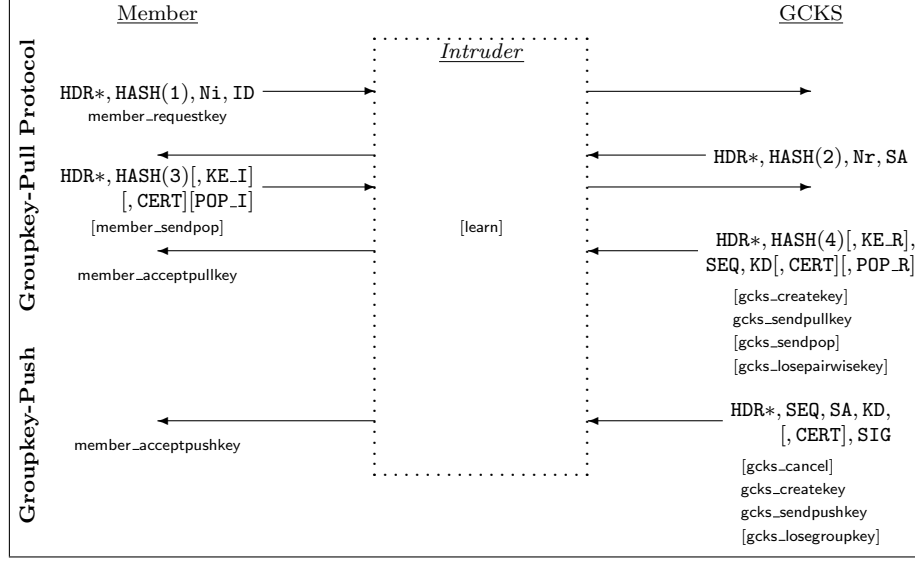 Member
GCKS
Intruder
Groupkey-Pull Protocol
HDR*, HASH(1), Ni, ID
member_requestkey
HDR*, HASH(2), Nr, SA
HDR*, HASH(3)[, KE_I]
[, CERT][POP_I]
[member_sendpop]
[learn]
HDR*, HASH(4)[, KE_R],
SEQ, KD[, CERT][, POP_R]
member_acceptpullkey
[gcks_createkey]
gcks_sendpullkey
[gcks_sendpop]
[gcks_losepairwisekey]
Groupkey-Push
HDR*, SEQ, SA, KD,
[, CERT], SIG
member_acceptpushkey
[gcks_cancel]
gcks_createkey
gcks_sendpushkey
[gcks_losegroupkey]